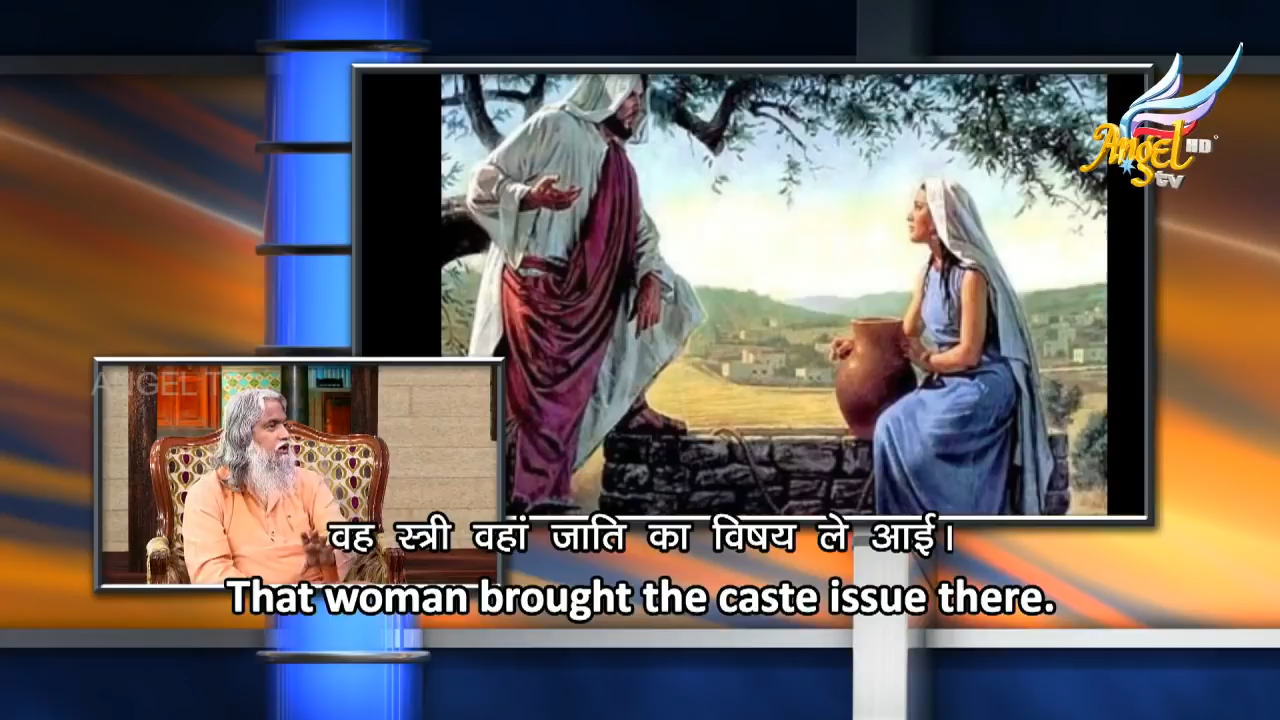 Angel HD
tv
ANGEL T
वह स्त्री वहां जाति का विषय ले आई।
That woman brought the caste issue there.